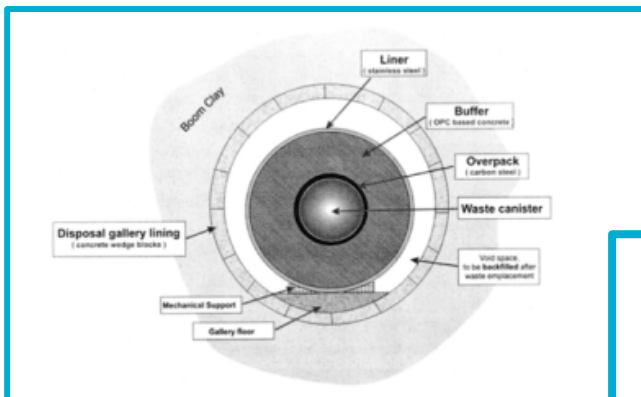 Liner
( stainless steel )
Boom Clay
Buffer
( OPC based concrete )
Overpack
( carbon steel )
Waste canister
Disposal gallery lining
( concrete wedge blocks )
Void space,
to be backfilled after
waste emplacement
Mechanical Support
Gallery floor